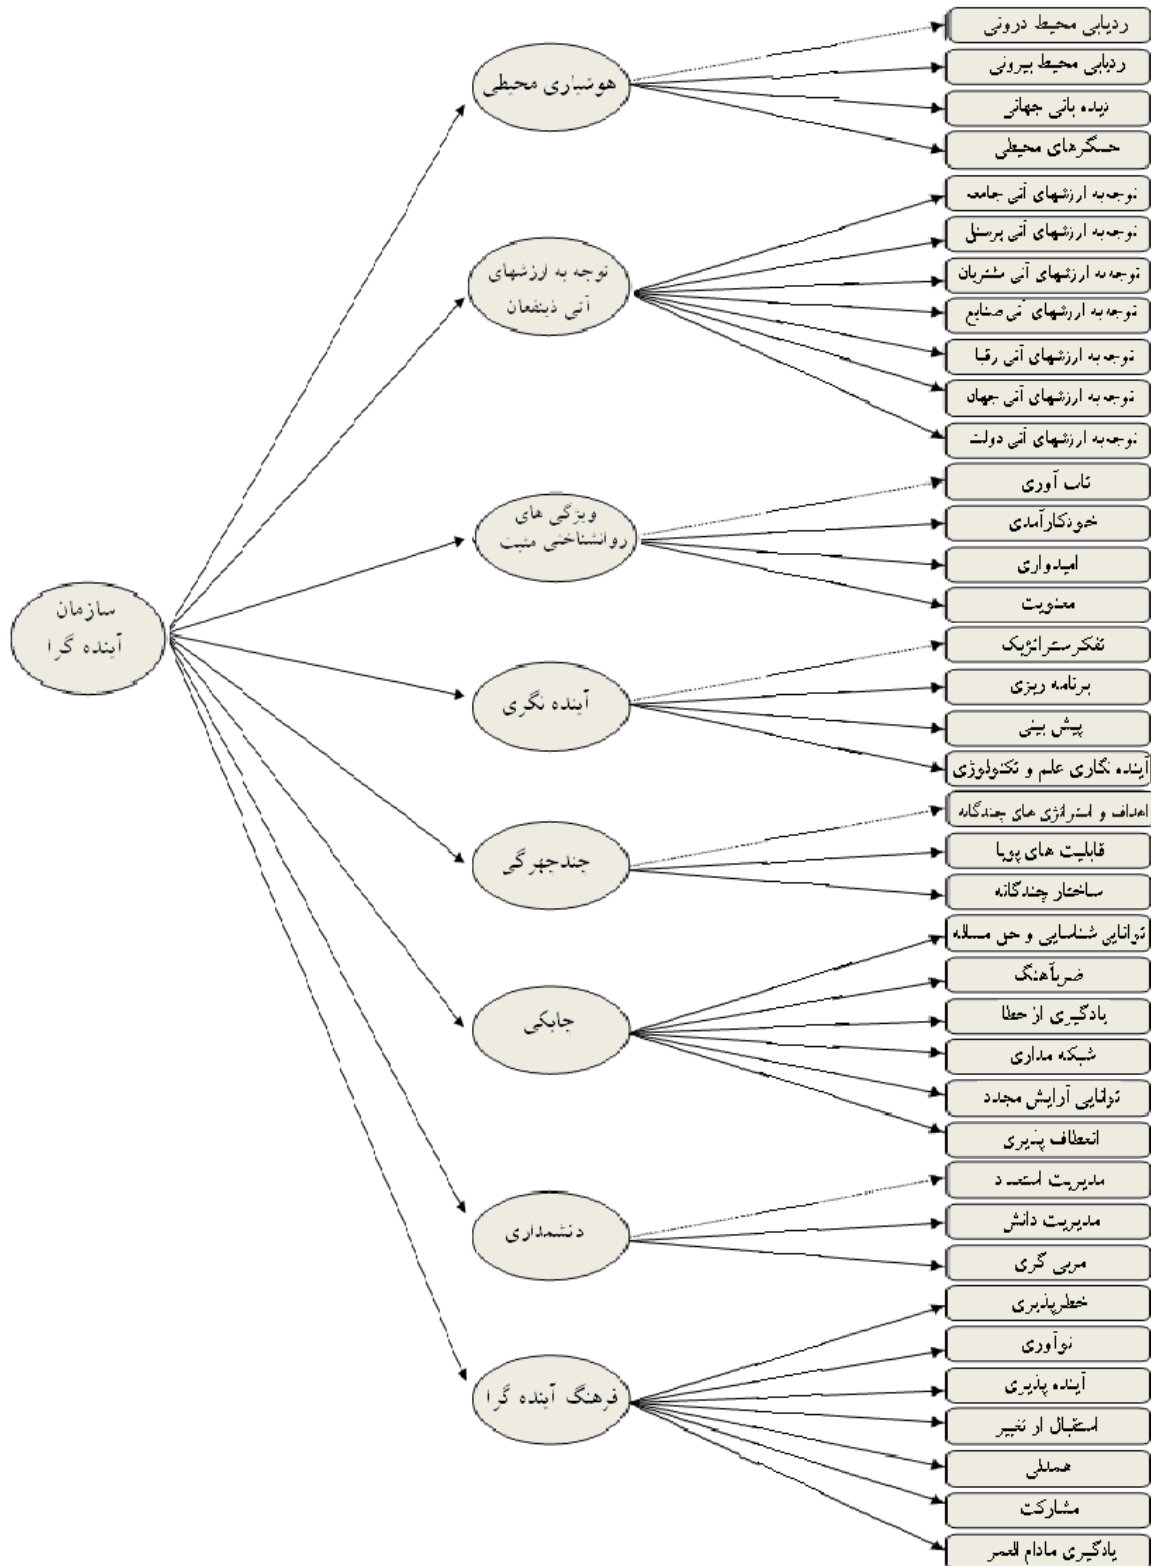 سازمان
آینده گرا
هوشیاری محیطی
ردیابی محیط درونی
ردیابی محیط بیرونی
دیده بانی جهانی
حسگرهای محیطی
توجه به ارزشهای
آتی ذینفعان
توجه به ارزشهای آتی جامعه
توجه به ارزشهای آتی پرسنل
توجه به ارزشهای آتی مشتریان
توجه به ارزشهای آتی صنایع
توجه به ارزشهای آتی رقبا
توجه به ارزشهای آتی جهان
توجه به ارزشهای آتی دولت
ویژگی های
روانشناختی مثبت
تاب آوری
خودکارآمدی
امیدواری
معنویت
آینده نگری
تفکر ستراتژیک
برنامه ریزی
پیش بینی
آینده نگاری علم و تکنولوژی
چندچهرگی
اهداف و استراتژی های چندگانه
قابلیت های پویا
ساختار چندگانه
چابکی
توانایی شناسایی و حل مساله
ضربآهنگ
یادگیری از خطا
شبکه مداری
توانایی آرایش مجدد
انعطاف پذیری
دنشمداری
مدیریت استعدد
مدیریت دانش
مربی گری
فرهنگ آینده گرا
خطرپذیری
نوآوری
آینده پذیری
استقبال از تغییر
همدلی
مشارکت
یادگیری مادام العمر